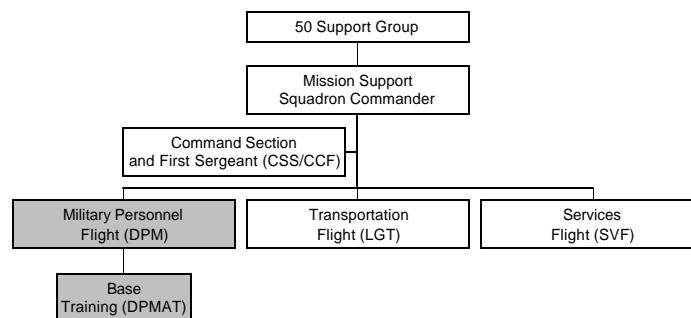 50 Support Group
Mission Support
Squadron Commander
Command Section
and First Sergeant (CSS/CCF)
Military Personnel
Flight (DPM)
Transportation
Flight (LGT)
Services
Flight (SVF)
Base
Training (DPMAT)